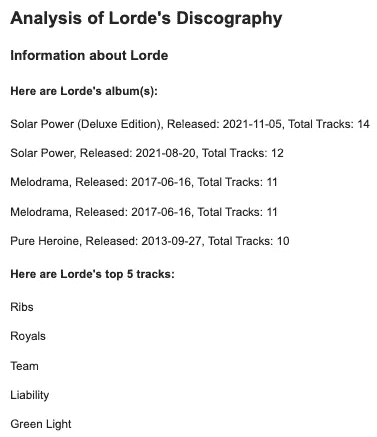 Analysis of Lorde's Discography
Information about Lorde
Here are Lorde's album(s):
Solar Power (Deluxe Edition), Released: 2021-11-05, Total Tracks: 14
Solar Power, Released: 2021-08-20, Total Tracks: 12
Melodrama, Released: 2017-06-16, Total Tracks: 11
Melodrama, Released: 2017-06-16, Total Tracks: 11
Pure Heroine, Released: 2013-09-27, Total Tracks: 10
Here are Lorde's top 5 tracks:
Ribs
Royals
Team
Liability
Green Light